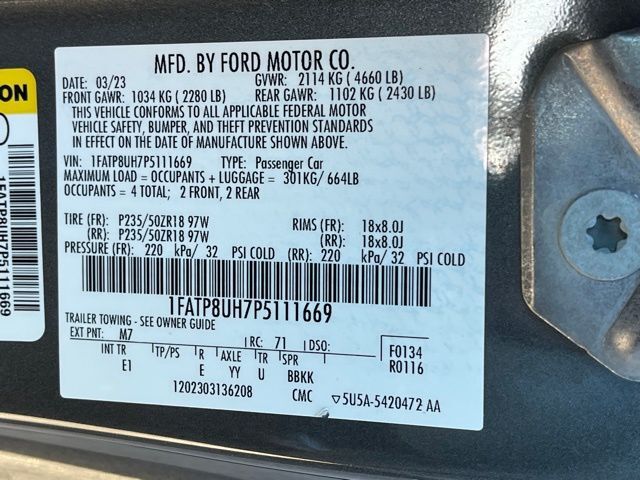 ON
1FATP8UH7P5111669
MFD. BY FORD MOTOR CO.
DATE: 03/23 GVWR: 2114 KG (4660 LB)
FRONT GAWR: 1034 KG (2280 LB) REAR GAWR: 1102 KG (2430 LB)
THIS VEHICLE CONFORMS TO ALL APPLICABLE FEDERAL MOTOR
VEHICLE SAFETY, BUMPER, AND THEFT PREVENTION STANDARDS
IN EFFECT ON THE DATE OF MANUFACTURE SHOWN ABOVE.
VIN: 1FATP8UH7P5111669 TYPE: Passenger Car
MAXIMUM LOAD = OCCUPANTS + LUGGAGE = 301KG/ 664LB
OCCUPANTS = 4 TOTAL; 2 FRONT, 2 REAR
TIRE (FR): P235/50ZR18 97W RIMS (FR): 18x8.0J
(RR): P235/50ZR18 97W (RR): 18x8.0J
PRESSURE (FR): 220 kPa/ 32 PSI COLD (RR): 220 kPa/ 32 PSI COLD
1FATP8UH7P5111669
TRAILER TOWING - SEE OWNER GUIDE
EXT PNT: M7 RC: 71 DSO:
INT TR TP/PS R AXLE TR SPR F0134
E1 E YY U BBKK R0116
1202303136208 CMC ▽5U5A-5420472 AA